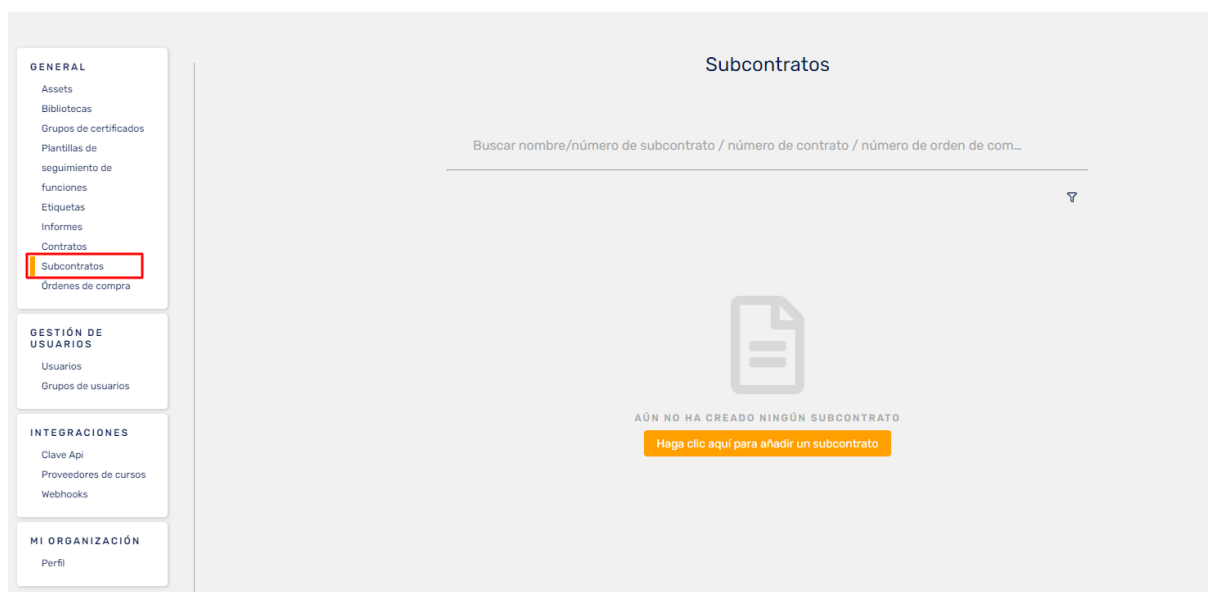 GENERAL
Assets
Bibliotecas
Grupos de certificados
Plantillas de
seguimiento de
funciones
Etiquetas
Informes
Contratos
Subcontratos
Órdenes de compra
GESTIÓN DE
USUARIOS
Usuarios
Grupos de usuarios
INTEGRACIONES
Clave Api
Proveedores de cursos
Webhooks
MI ORGANIZACIÓN
Perfil
Subcontratos
Buscar nombre/número de subcontrato / número de contrato / número de orden de com...
AÚN NO HA CREADO NINGÚN SUBCONTRATO
Haga clic aquí para añadir un subcontrato